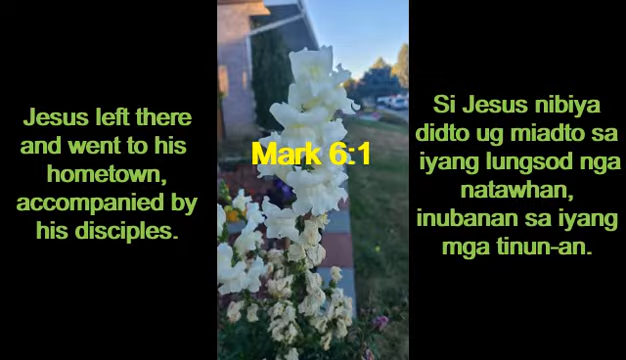 Jesus left there
and went to his
hometown,
accompanied by
his disciples.
Mark 6:1
Si Jesus nibiya
didto ug miadto sa
iyang lungsod nga
natawhan,
inubanan sa iyang
mga tinun-an.